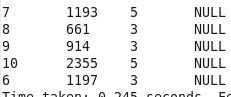 7 1193 5 NULL
8 661 3 NULL
9 914 3 NULL
10 2355 5 NULL
6 1197 3 NULL
Time taken: 0.245 seconds